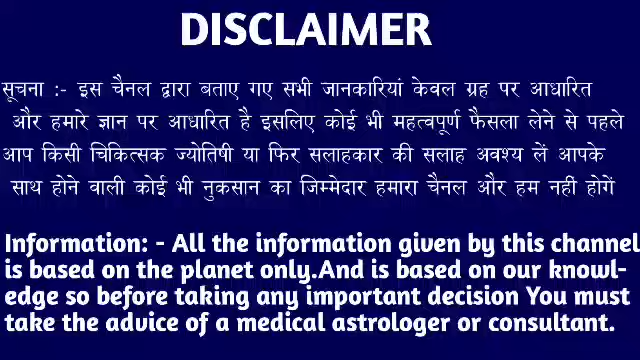 DISCLAIMER
सूचना :- इस चैनल द्वारा बताए गए सभी जानकारियां केवल ग्रह पर आधारित
और हमारे ज्ञान पर आधारित है इसलिए कोई भी महत्वपूर्ण फैसला लेने से पहले
आप किसी चिकित्सक ज्योतिषी या फिर सलाहकार की सलाह अवश्य लें आपके
साथ होने वाली कोई भी नुकसान का जिम्मेदार हमारा चैनल और हम नही होगें
Information: - All the information given by this channel
is based on the planet only.And is based on our knowl-
edge so before taking any important decision You must
take the advice of a medical astrologer or consultant.